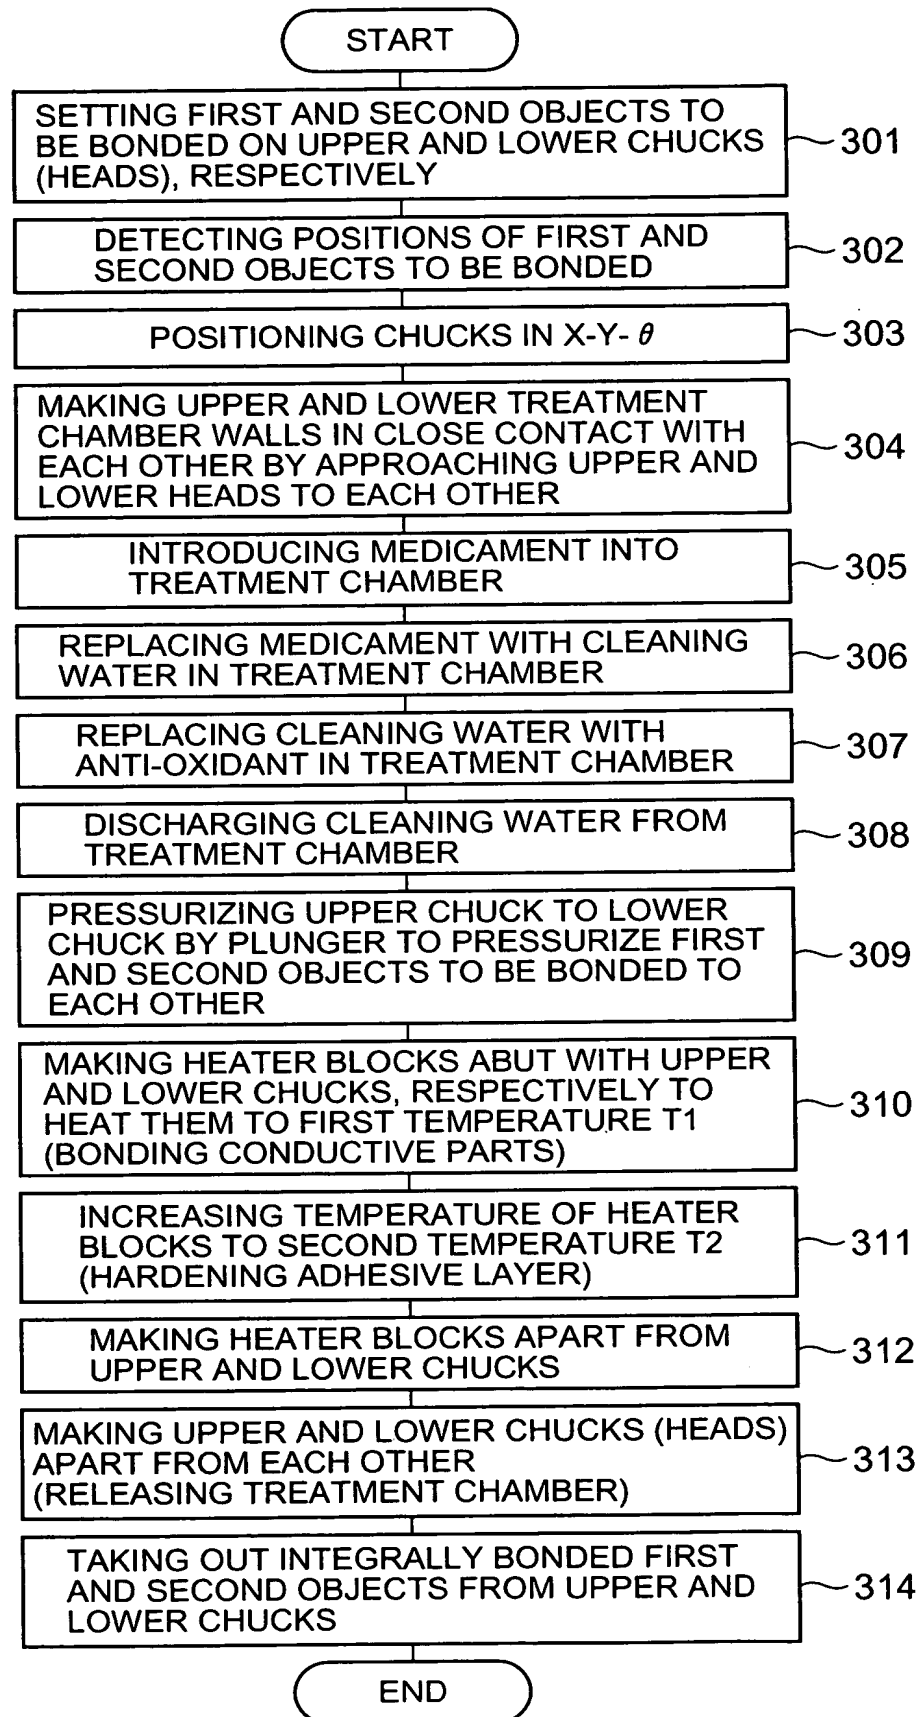 START
SETTING FIRST AND SECOND OBJECTS TO
BE BONDED ON UPPER AND LOWER CHUCKS
(HEADS), RESPECTIVELY
301
DETECTING POSITIONS OF FIRST AND
SECOND OBJECTS TO BE BONDED
302
POSITIONING CHUCKS IN X-Y- θ
303
MAKING UPPER AND LOWER TREATMENT
CHAMBER WALLS IN CLOSE CONTACT WITH
EACH OTHER BY APPROACHING UPPER AND
LOWER HEADS TO EACH OTHER
304
INTRODUCING MEDICAMENT INTO
TREATMENT CHAMBER
305
REPLACING MEDICAMENT WITH CLEANING
WATER IN TREATMENT CHAMBER
306
REPLACING CLEANING WATER WITH
ANTI-OXIDANT IN TREATMENT CHAMBER
307
DISCHARGING CLEANING WATER FROM
TREATMENT CHAMBER
308
PRESSURIZING UPPER CHUCK TO LOWER
CHUCK BY PLUNGER TO PRESSURIZE FIRST
AND SECOND OBJECTS TO BE BONDED TO
EACH OTHER
309
MAKING HEATER BLOCKS ABUT WITH UPPER
AND LOWER CHUCKS, RESPECTIVELY TO
HEAT THEM TO FIRST TEMPERATURE T1
(BONDING CONDUCTIVE PARTS)
310
INCREASING TEMPERATURE OF HEATER
BLOCKS TO SECOND TEMPERATURE T2
(HARDENING ADHESIVE LAYER)
311
MAKING HEATER BLOCKS APART FROM
UPPER AND LOWER CHUCKS
312
MAKING UPPER AND LOWER CHUCKS (HEADS)
APART FROM EACH OTHER
(RELEASING TREATMENT CHAMBER)
313
TAKING OUT INTEGRALLY BONDED FIRST
AND SECOND OBJECTS FROM UPPER AND
LOWER CHUCKS
314
END